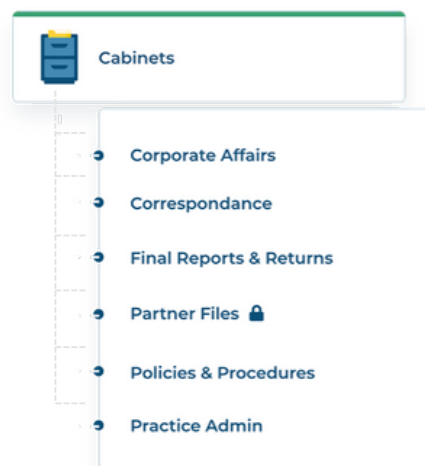 Cabinets
Corporate Affairs
Correspondance
Final Reports & Returns
Partner Files
Policies & Procedures
Practice Admin